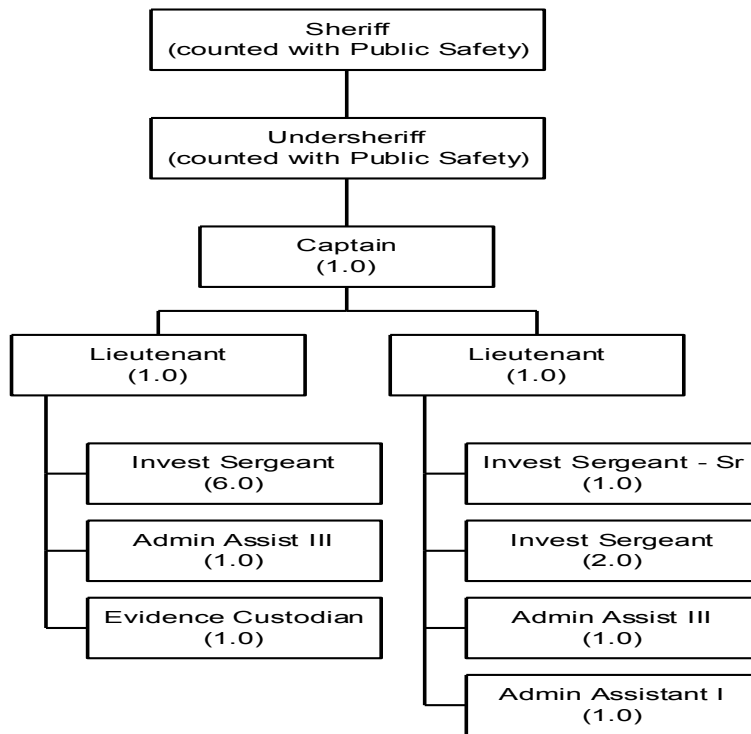 Sheriff
(counted with Public Safety)
Undersheriff
(counted with Public Safety)
Captain
(1.0)
Lieutenant
(1.0)
Invest Sergeant
(6.0)
Admin Assist III
(1.0)
Evidence Custodian
(1.0)
Lieutenant
(1.0)
Invest Sergeant - Sr
(1.0)
Invest Sergeant
(2.0)
Admin Assist III
(1.0)
Admin Assistant I
(1.0)